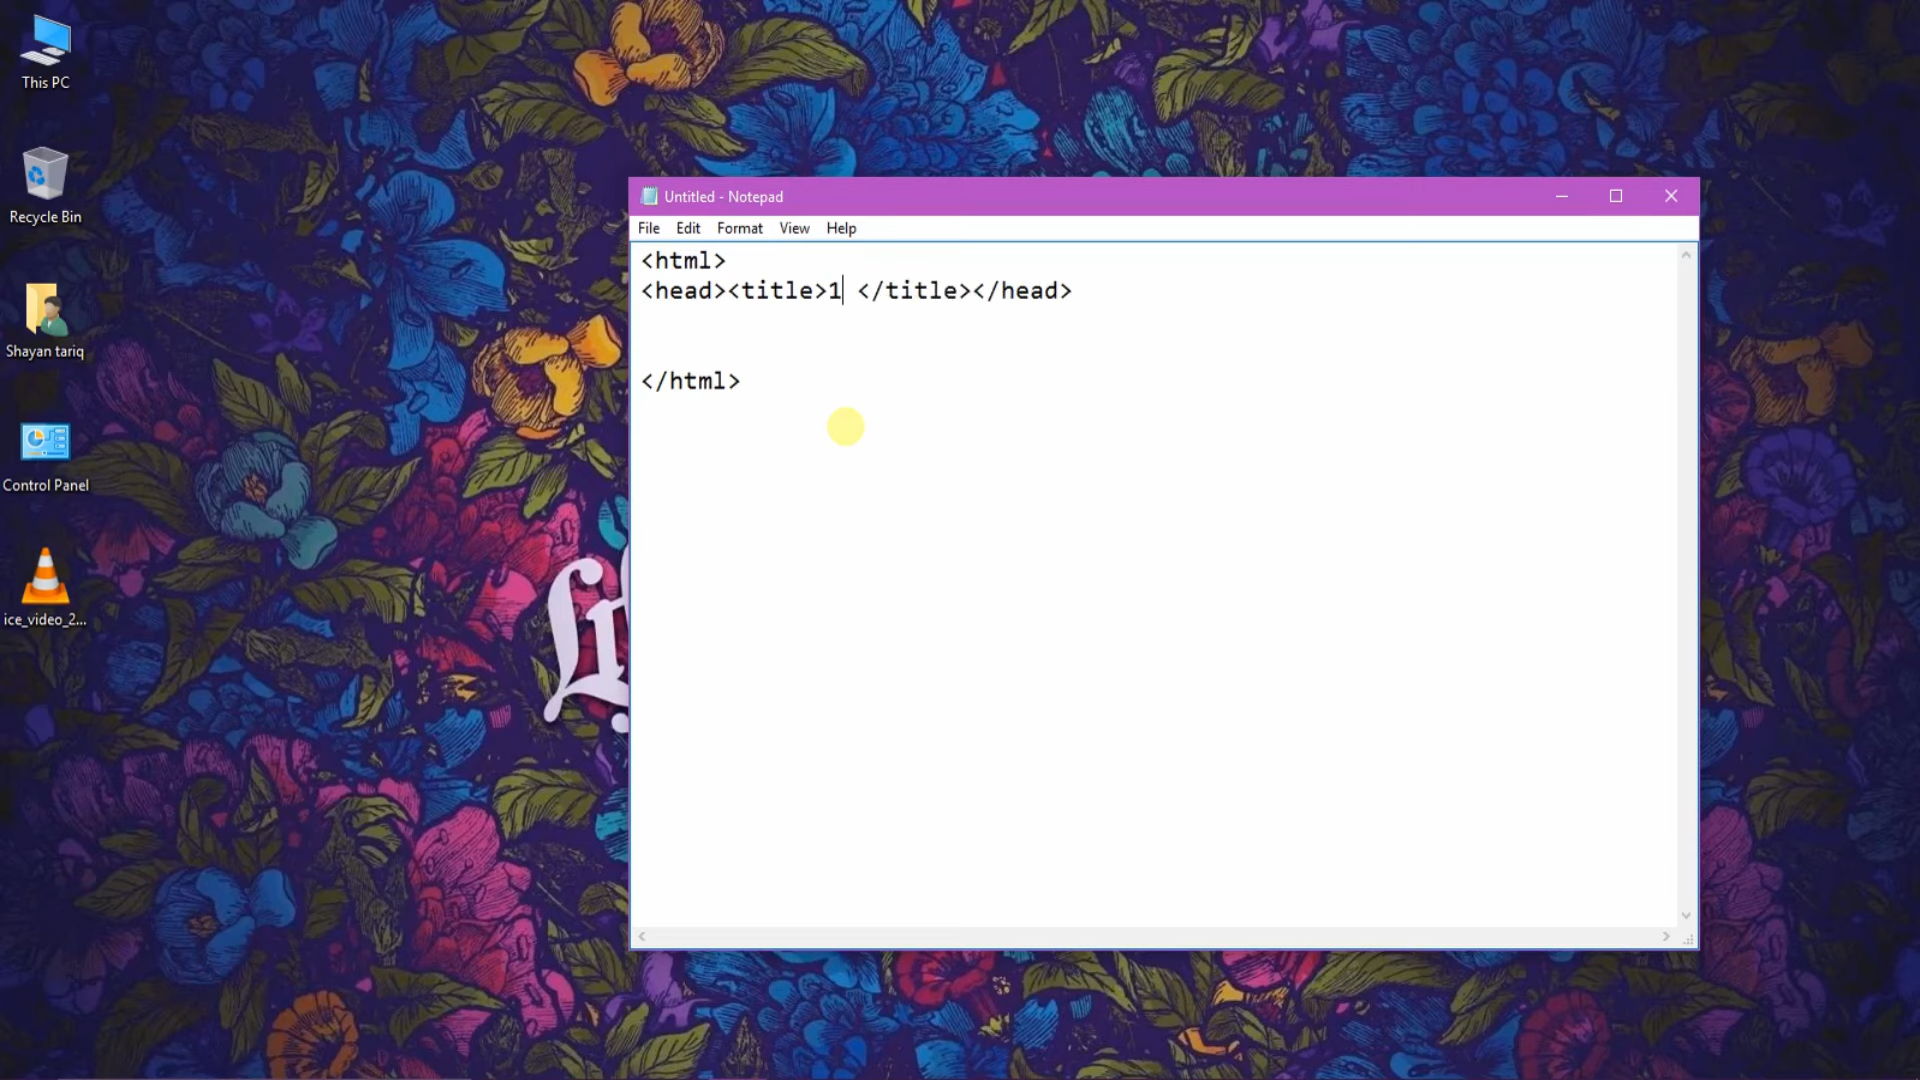 This PC
Recycle Bin
Shayan tariq
Control Panel
ice_video_2...
Untitled - Notepad
File Edit Format View Help
<html>
<head><title>1 </title></head>
</html>